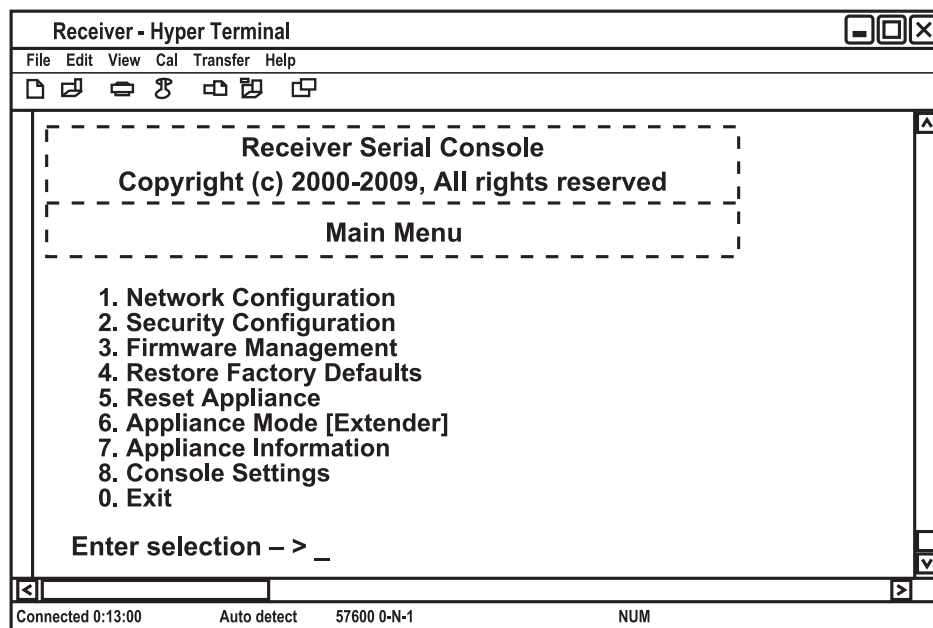 Receiver - Hyper Terminal
File Edit View Cal Transfer Help
Receiver Serial Console
Copyright (c) 2000-2009, All rights reserved
Main Menu
1. Network Configuration
2. Security Configuration
3. Firmware Management
4. Restore Factory Defaults
5. Reset Appliance
6. Appliance Mode [Extender]
7. Appliance Information
8. Console Settings
0. Exit
Enter selection – > _
Connected 0:13:00 Auto detect 57600 0-N-1 NUM